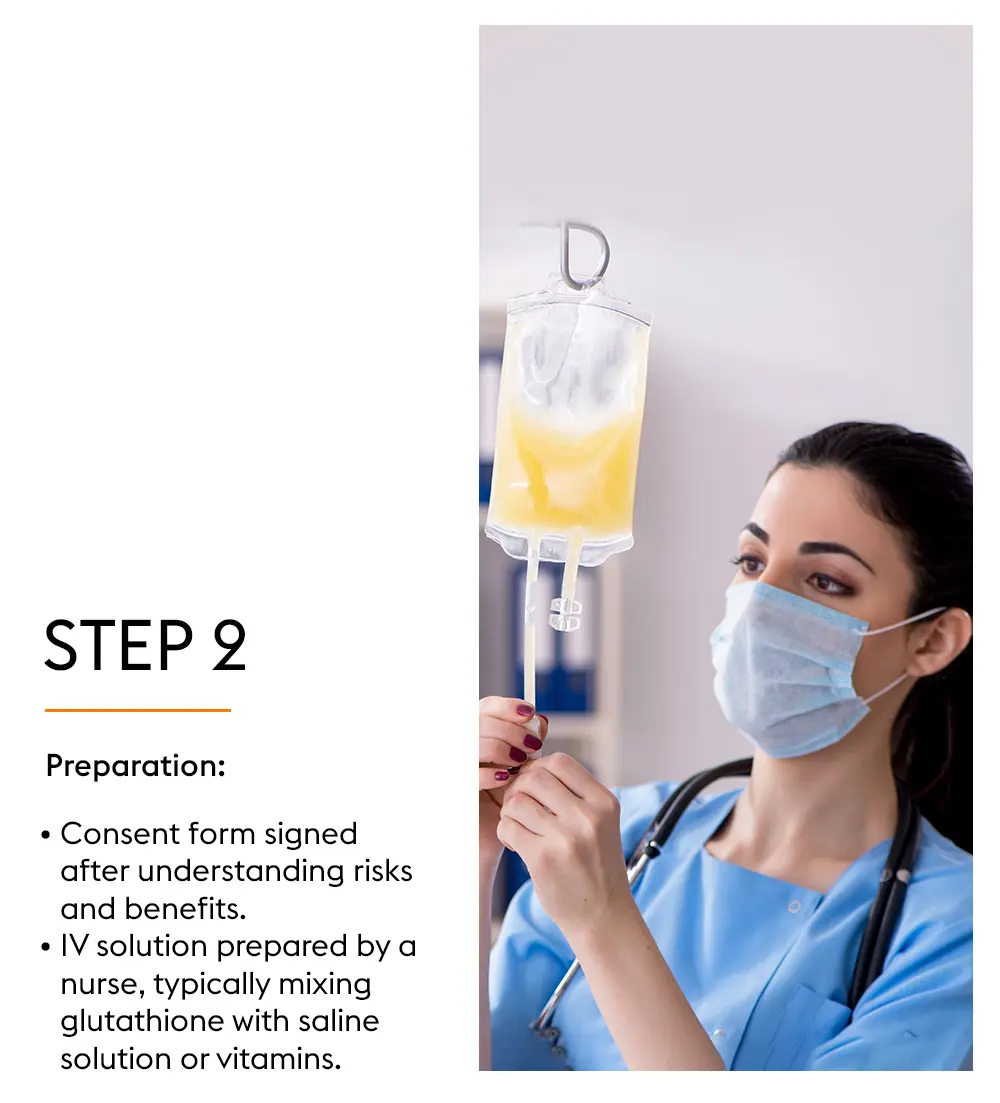 STEP 2
Preparation:
• Consent form signed
after understanding risks
and benefits.
• IV solution prepared by a
nurse, typically mixing
glutathione with saline
solution or vitamins.